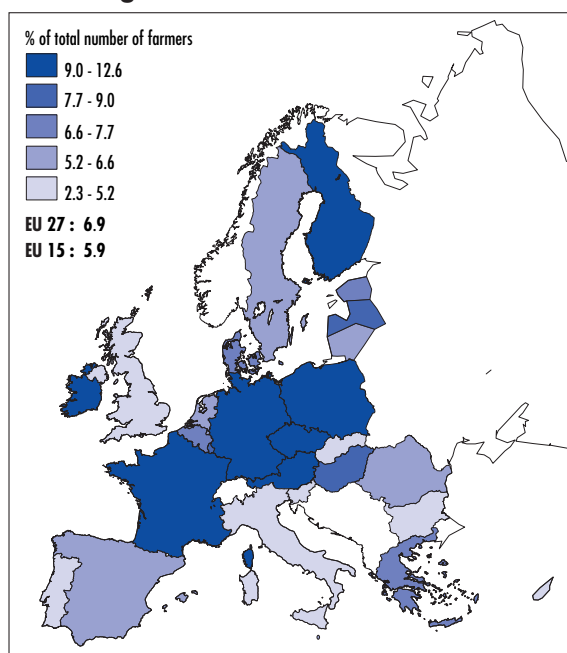 % of total number of farmers
9.0 - 12.6
7.7 - 9.0
6.6 - 7.7
5.2 - 6.6
2.3 - 5.2
EU 27 : 6.9
EU 15 : 5.9